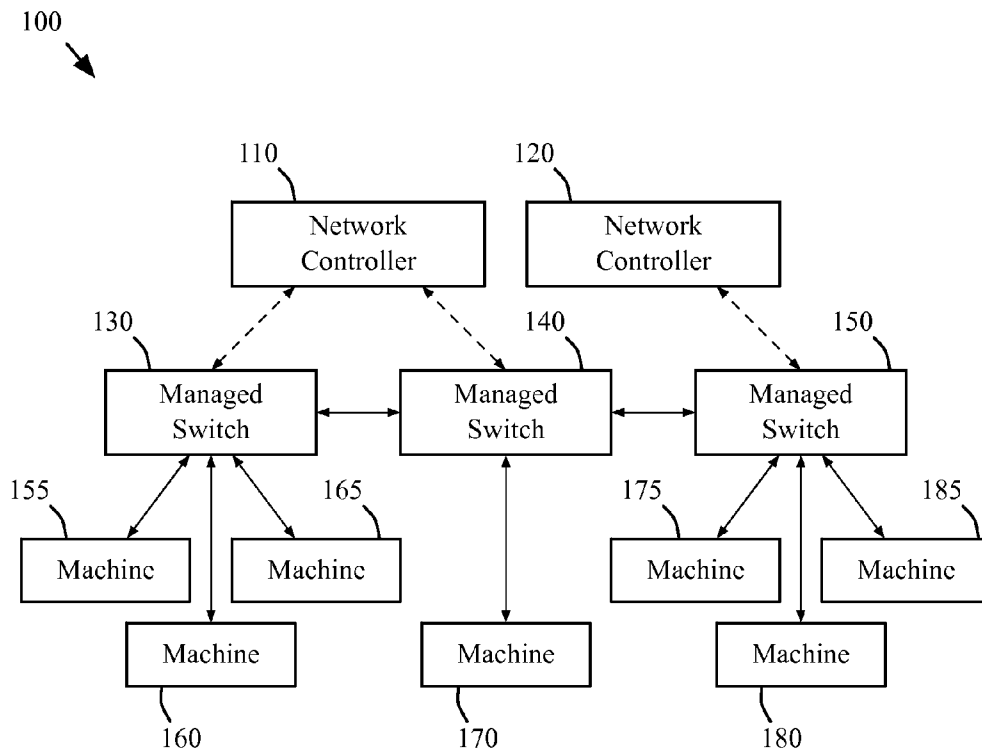 100
110
120
Network
Controller
Network
Controller
130
140
150
Managed
Switch
Managed
Switch
Managed
Switch
155
165
175
185
Machine
Machine
Machine
Machine
Machine
Machine
Machine
160
170
180